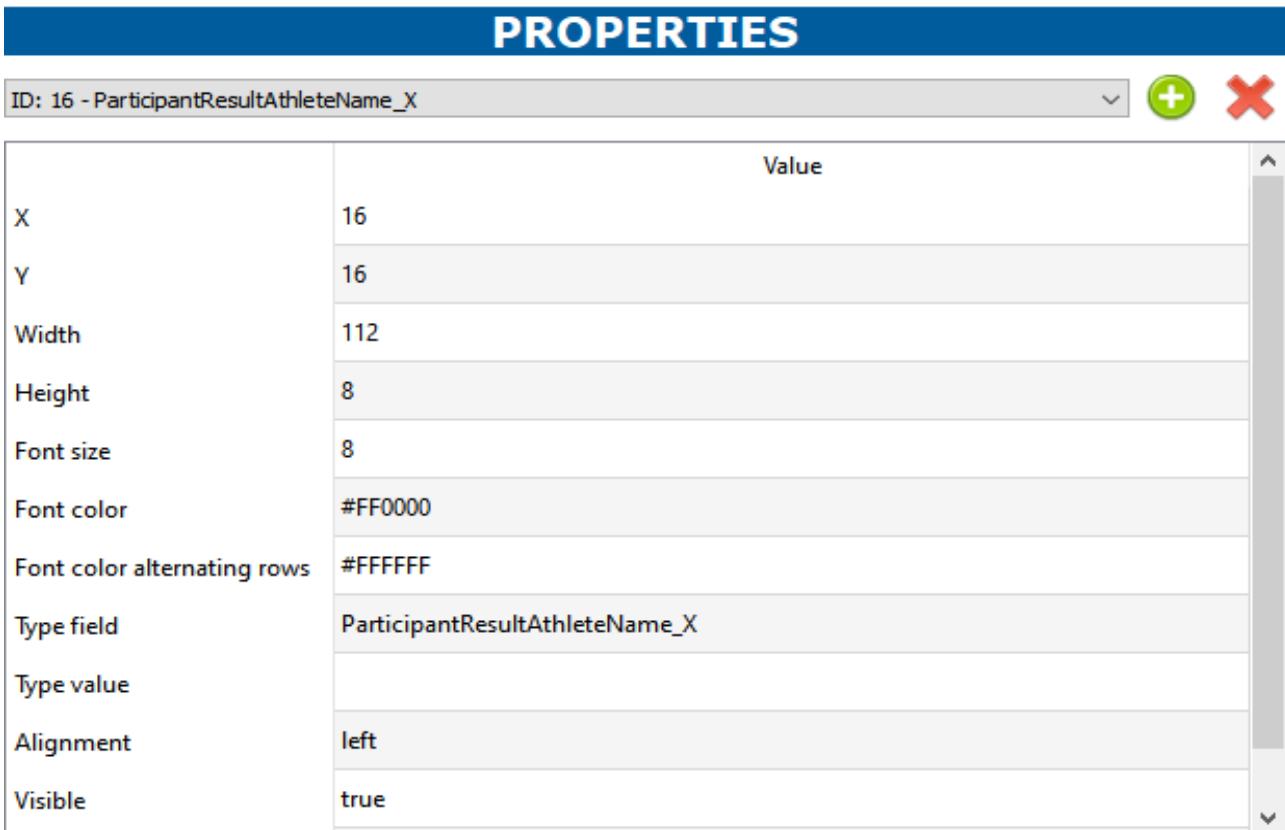 PROPERTIES
ID: 16 - ParticipantResultAthleteName_X
Value
X 16
Y 16
Width 112
Height 8
Font size 8
Font color #FF0000
Font color alternating rows #FFFFFF
Type field ParticipantResultAthleteName_X
Type value
Alignment left
Visible true